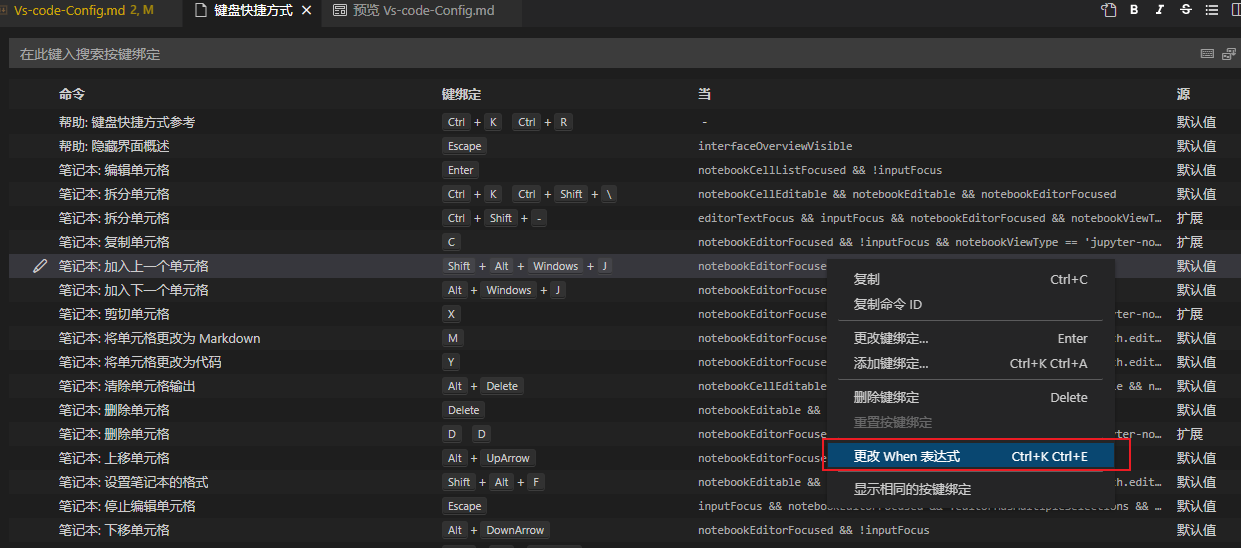 Vs-code-Config.md 2, M 键盘快捷方式 预览 Vs-code-Config.md
在此键入搜索按键绑定
命令 键绑定 当 源
帮助: 键盘快捷方式参考 Ctrl + K Ctrl + R - 默认值
帮助: 隐藏界面概述 Escape interfaceOverviewVisible 默认值
笔记本: 编辑单元格 Enter notebookCellListFocused && !inputFocus 默认值
笔记本: 拆分单元格 Ctrl + K Ctrl + Shift + \ notebookCellEditable && notebookEditable && notebookEditorFocused 默认值
笔记本: 拆分单元格 Ctrl + Shift + - editorTextFocus && inputFocus && notebookEditorFocused && notebookViewT… 扩展
笔记本: 复制单元格 C notebookEditorFocused && !inputFocus && notebookViewType == 'jupyter-no… 扩展
笔记本: 加入上一个单元格 Shift + Alt + Windows + J notebookEditorFocuse 默认值
笔记本: 加入下一个单元格 Alt + Windows + J notebookEditorFocuse 默认值
笔记本: 剪切单元格 X notebookEditorFocuse yter-no… 扩展
笔记本: 将单元格更改为 Markdown M notebookEditorFocuse h.edit… 默认值
笔记本: 将单元格更改为代码 Y notebookEditorFocuse h.edit… 默认值
笔记本: 清除单元格输出 Alt + Delete notebookCellEditable e && n… 默认值
笔记本: 删除单元格 Delete notebookEditable && 默认值
笔记本: 删除单元格 D D notebookEditorFocuse yter-no… 扩展
笔记本: 上移单元格 Alt + UpArrow notebookEditorFocuse 默认值
笔记本: 设置笔记本的格式 Shift + Alt + F notebookEditable && h.edit… 默认值
笔记本: 停止编辑单元格 Escape inputFocus && notebookEditorFocused && !editorHasMultipleSelections && … 默认值
笔记本: 下移单元格 Alt + DownArrow notebookEditorFocused && !inputFocus 默认值
复制 Ctrl+C
复制命令 ID
更改键绑定... Enter
添加键绑定... Ctrl+K Ctrl+A
删除键绑定 Delete
重置按键绑定
更改 When 表达式 Ctrl+K Ctrl+E
显示相同的按键绑定